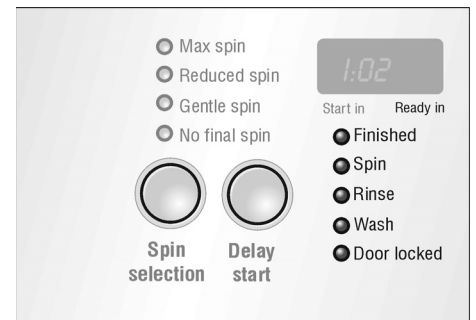 Max spin
Reduced spin
Gentle spin
No final spin
Spin
selection
Delay
start
1:02
Start in Ready in
Finished
Spin
Rinse
Wash
Door locked